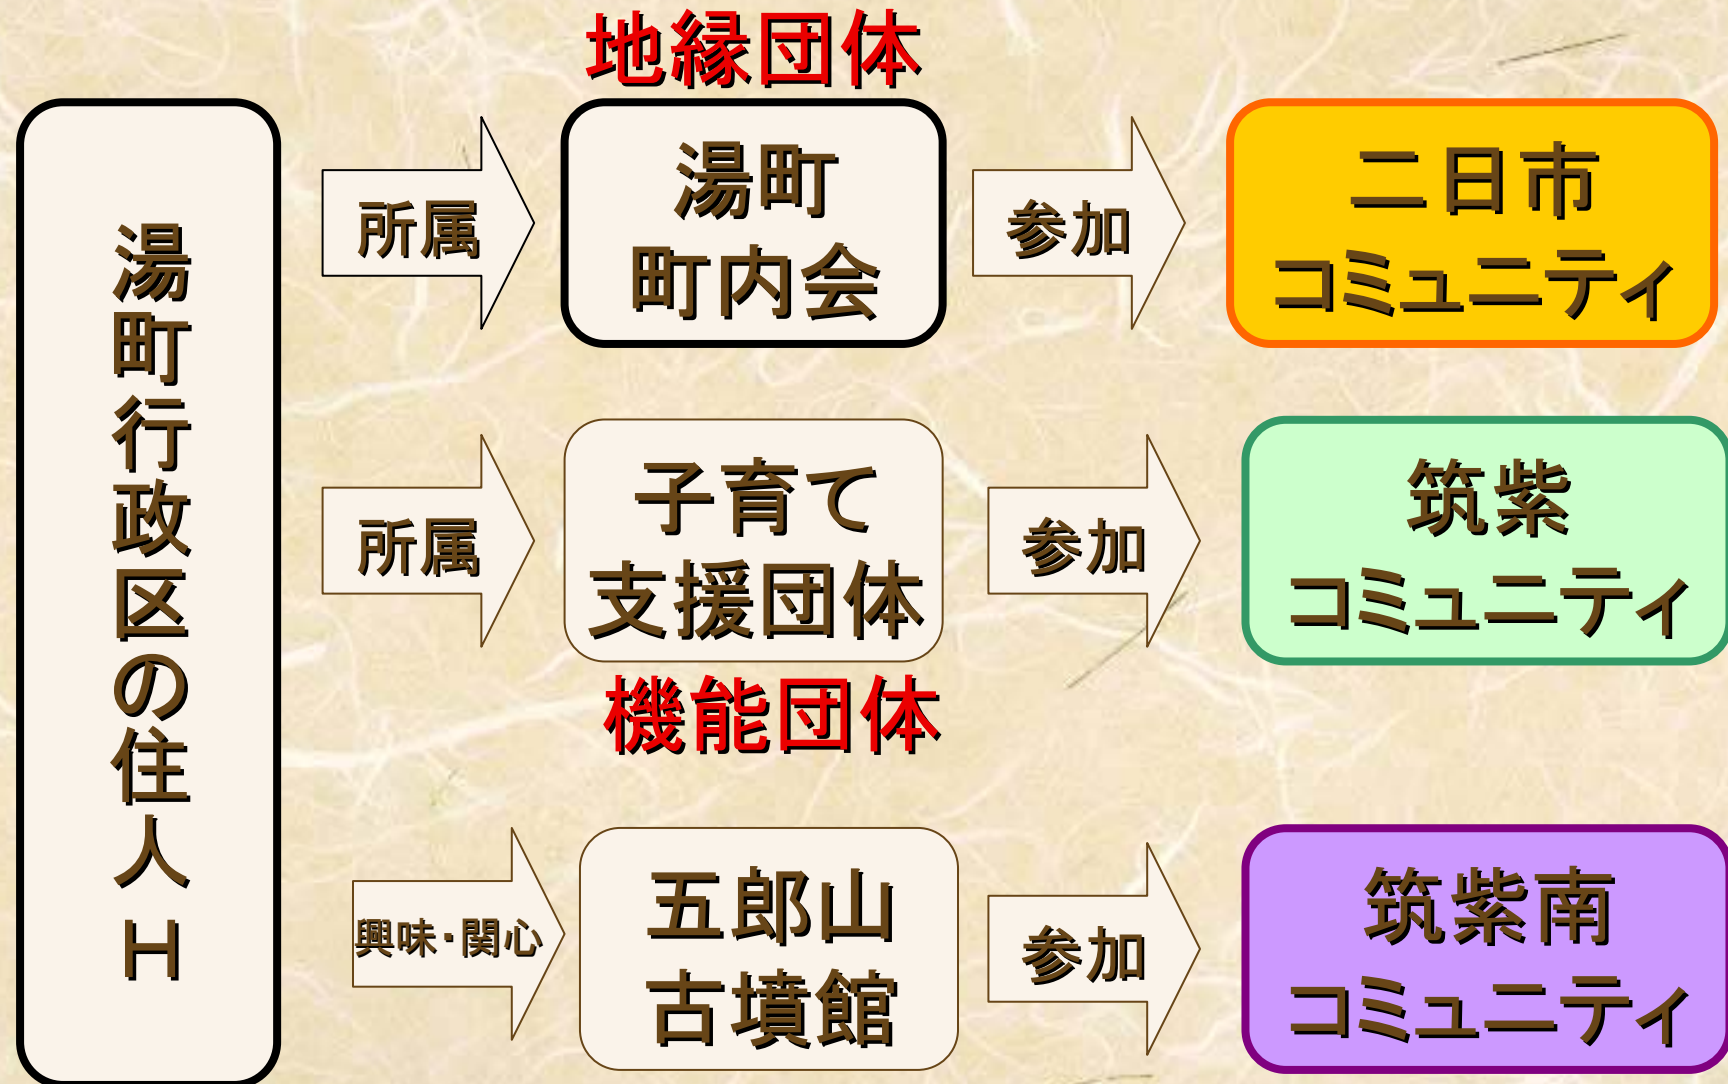 地縁団体
湯町行政区の住人H
所属
湯町
町内会
参加
二日市
コミュニティ
所属
子育て
支援団体
参加
筑紫
コミュニティ
機能団体
興味・関心
五郎山
古墳館
参加
筑紫南
コミュニティ